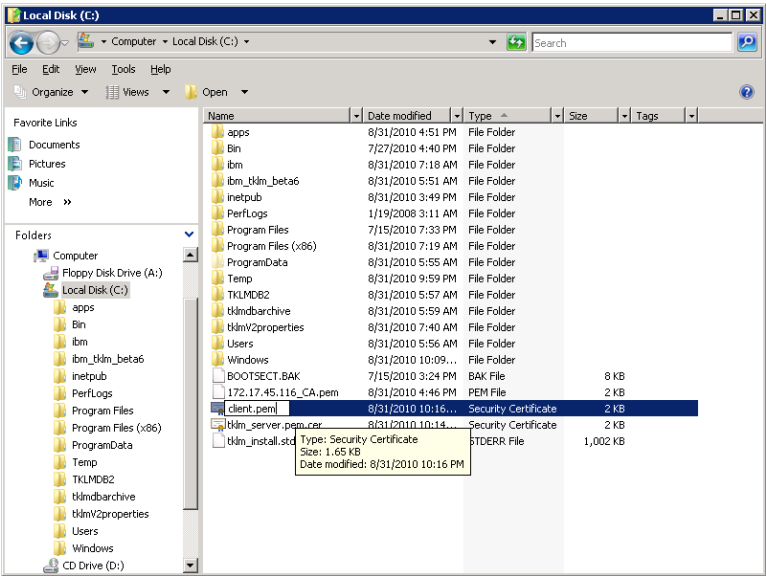 Local Disk (C:)
Computer Local Disk (C:) Search
File Edit View Tools Help
Organize Views Open
Favorite Links
Documents
Pictures
Music
More
Folders
Computer
Floppy Disk Drive (A:)
Local Disk (C:)
apps
Bin
ibm
ibm_tklm_beta6
inetpub
PerfLogs
Program Files
Program Files (x86)
ProgramData
Temp
TKLMDB2
tklmdbarchive
tklmV2properties
Users
Windows
CD Drive (D:)
Name Date modified Type Size Tags
apps 8/31/2010 4:51 PM File Folder
Bin 7/27/2010 4:40 PM File Folder
ibm 8/31/2010 7:18 AM File Folder
ibm_tklm_beta6 8/31/2010 5:51 AM File Folder
inetpub 8/31/2010 3:49 PM File Folder
PerfLogs 1/19/2008 3:11 AM File Folder
Program Files 7/15/2010 7:33 PM File Folder
Program Files (x86) 8/31/2010 7:19 AM File Folder
ProgramData 8/31/2010 5:55 AM File Folder
Temp 8/31/2010 9:59 PM File Folder
TKLMDB2 8/31/2010 5:57 AM File Folder
tklmdbarchive 8/31/2010 5:59 AM File Folder
tklmV2properties 8/31/2010 7:40 AM File Folder
Users 8/31/2010 5:56 AM File Folder
Windows 8/31/2010 10:09... File Folder
BOOTSECT.BAK 7/15/2010 3:24 PM BAK File 8 KB
172.17.45.116_CA.pem 8/31/2010 4:46 PM PEM File 2 KB
client.pem 8/31/2010 10:16... Security Certificate 2 KB
tklm_server.pem.cer 8/31/2010 10:14... Security Certificate 2 KB
tklm_install.std STDERR File 1,002 KB
Type: Security Certificate
Size: 1.65 KB
Date modified: 8/31/2010 10:16 PM